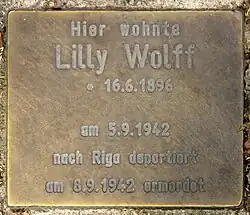 Hier wohnte
Lilly Wolff
* 16.6.1896
am 5.9.1942
nach Riga deportiert
am 8.9.1942 ermordet